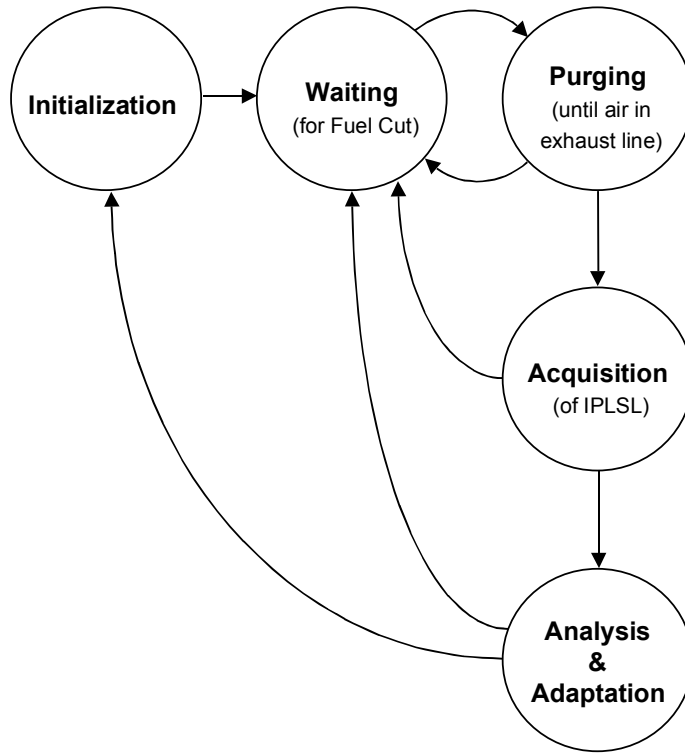 Initialization
Waiting
(for Fuel Cut)
Purging
(until air in
exhaust line)
Acquisition
(of IPLSL)
Analysis
&
Adaptation